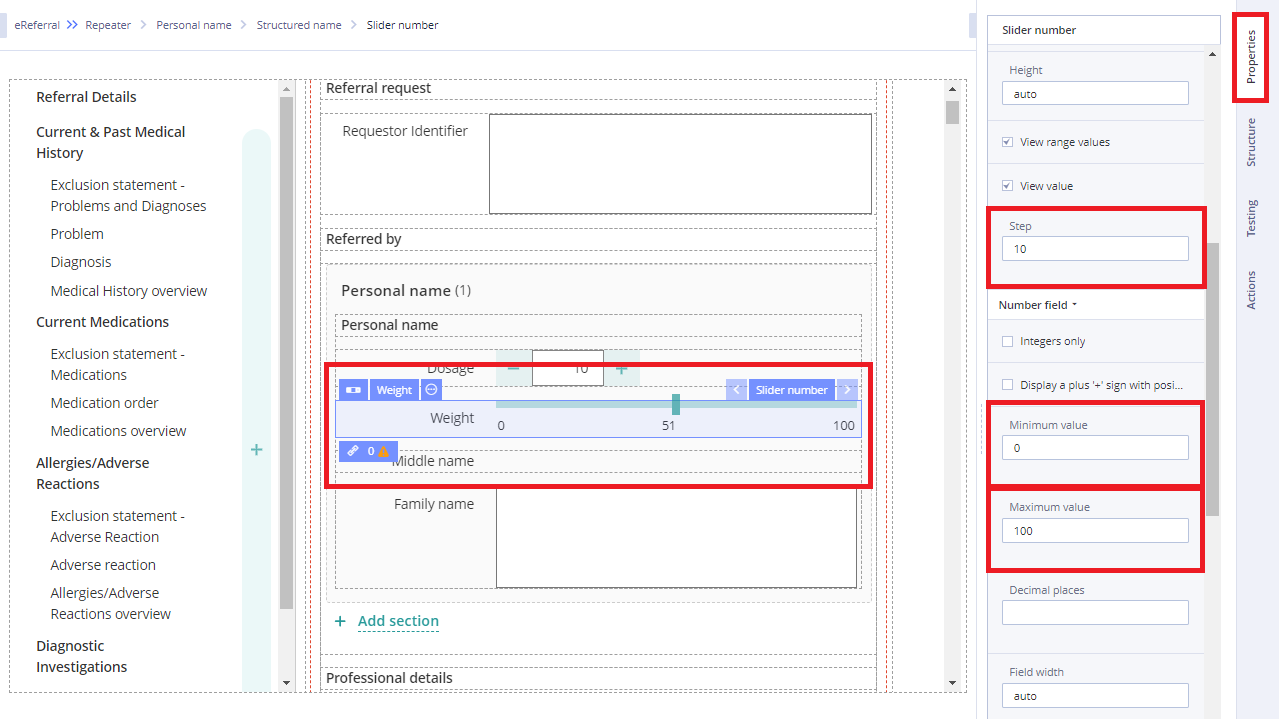 eReferral Repeater Personal name Structured name Slider number
Referral Details
Current & Past Medical
History
Exclusion statement -
Problems and Diagnoses
Problem
Diagnosis
Medical History overview
Current Medications
Exclusion statement -
Medications
Medication order
Medications overview
Allergies/Adverse
Reactions
Exclusion statement -
Adverse Reaction
Adverse reaction
Allergies/Adverse
Reactions overview
Diagnostic
Investigations
+
Referral request
Requestor Identifier
Referred by
Personal name (1)
Personal name
Dosage − 10 +
Weight Slider number
Weight
0 51 100
0
Middle name
Family name
+ Add section
Professional details
Slider number
Height
auto
View range values
View value
Step
10
Number field
Integers only
Display a plus '+' sign with posi...
Minimum value
0
Maximum value
100
Decimal places
Field width
auto
Properties
Structure
Testing
Actions